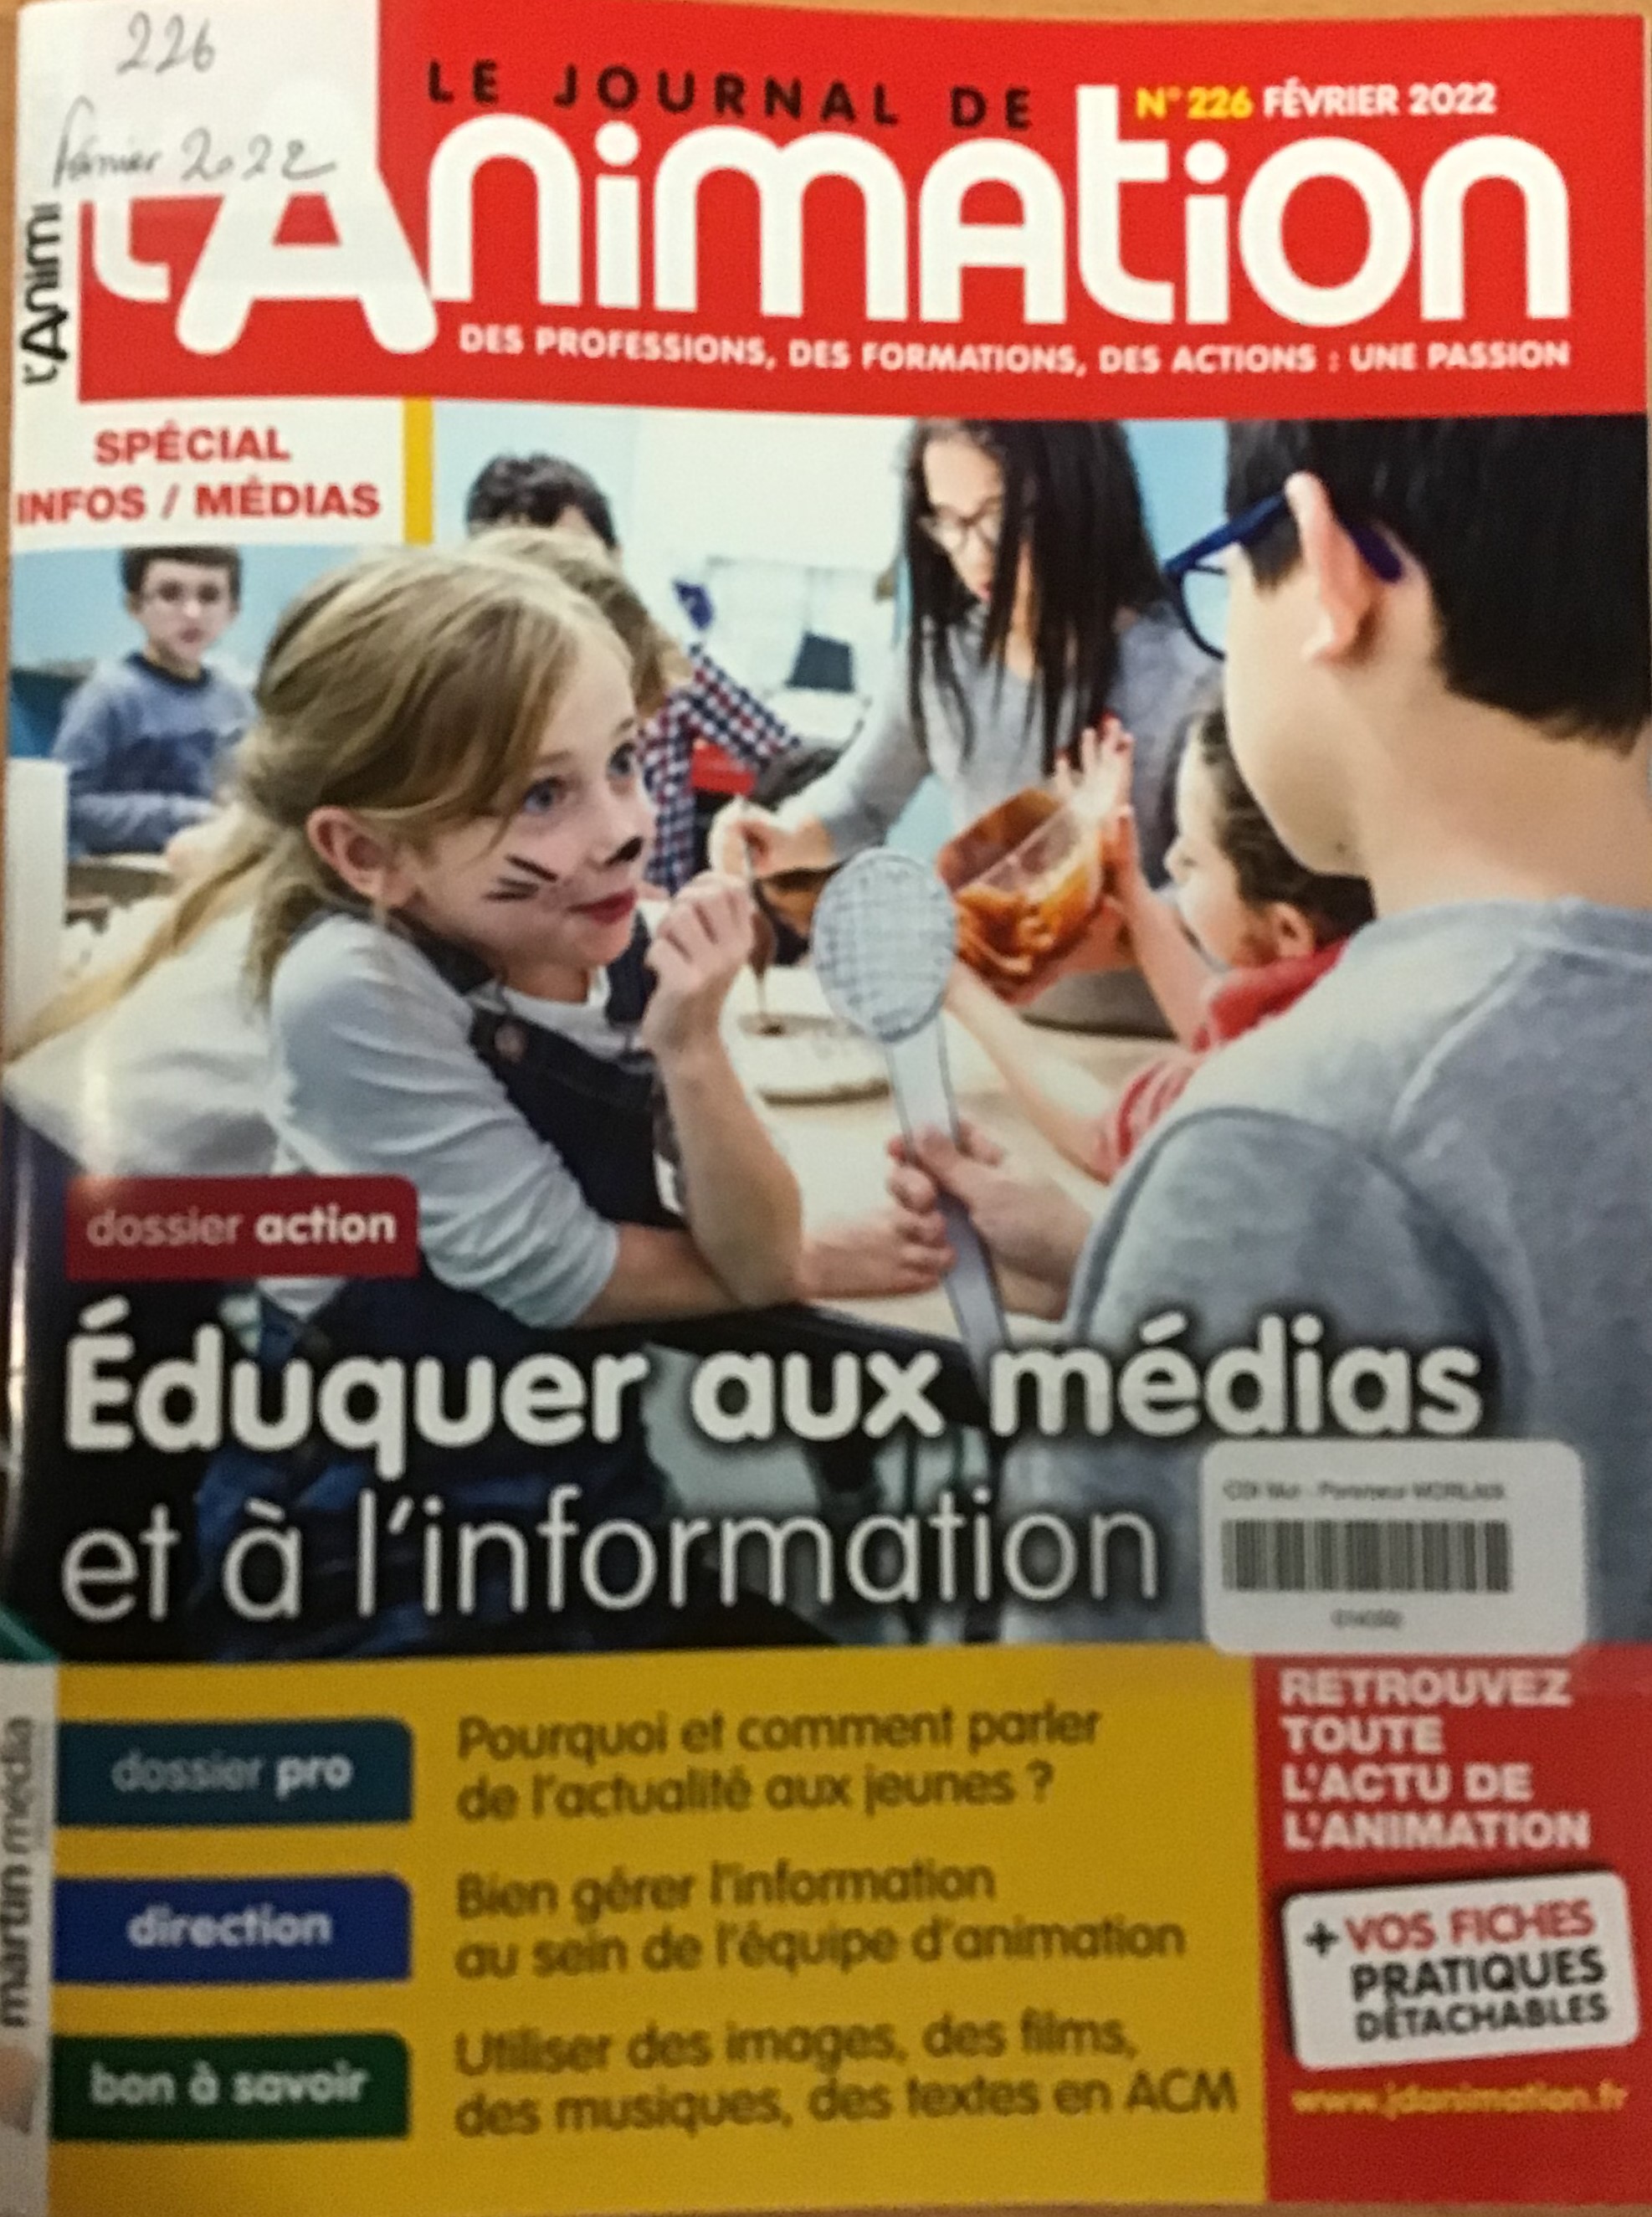 226
février 2022
LE JOURNAL DE
N° 226 FÉVRIER 2022
l'Animation
DES PROFESSIONS, DES FORMATIONS, DES ACTIONS : UNE PASSION
l'Anim
SPÉCIAL
INFOS / MÉDIAS
dossier action
Éduquer aux médias
et à l'information
martin média
dossier pro
Pourquoi et comment parler
de l'actualité aux jeunes ?
direction
Bien gérer l'information
au sein de l'équipe d'animation
bon à savoir
Utiliser des images, des films,
des musiques, des textes en ACM
RETROUVEZ
TOUTE
L'ACTU DE
L'ANIMATION
+ VOS FICHES
PRATIQUES
DÉTACHABLES
www.jdanimation.fr